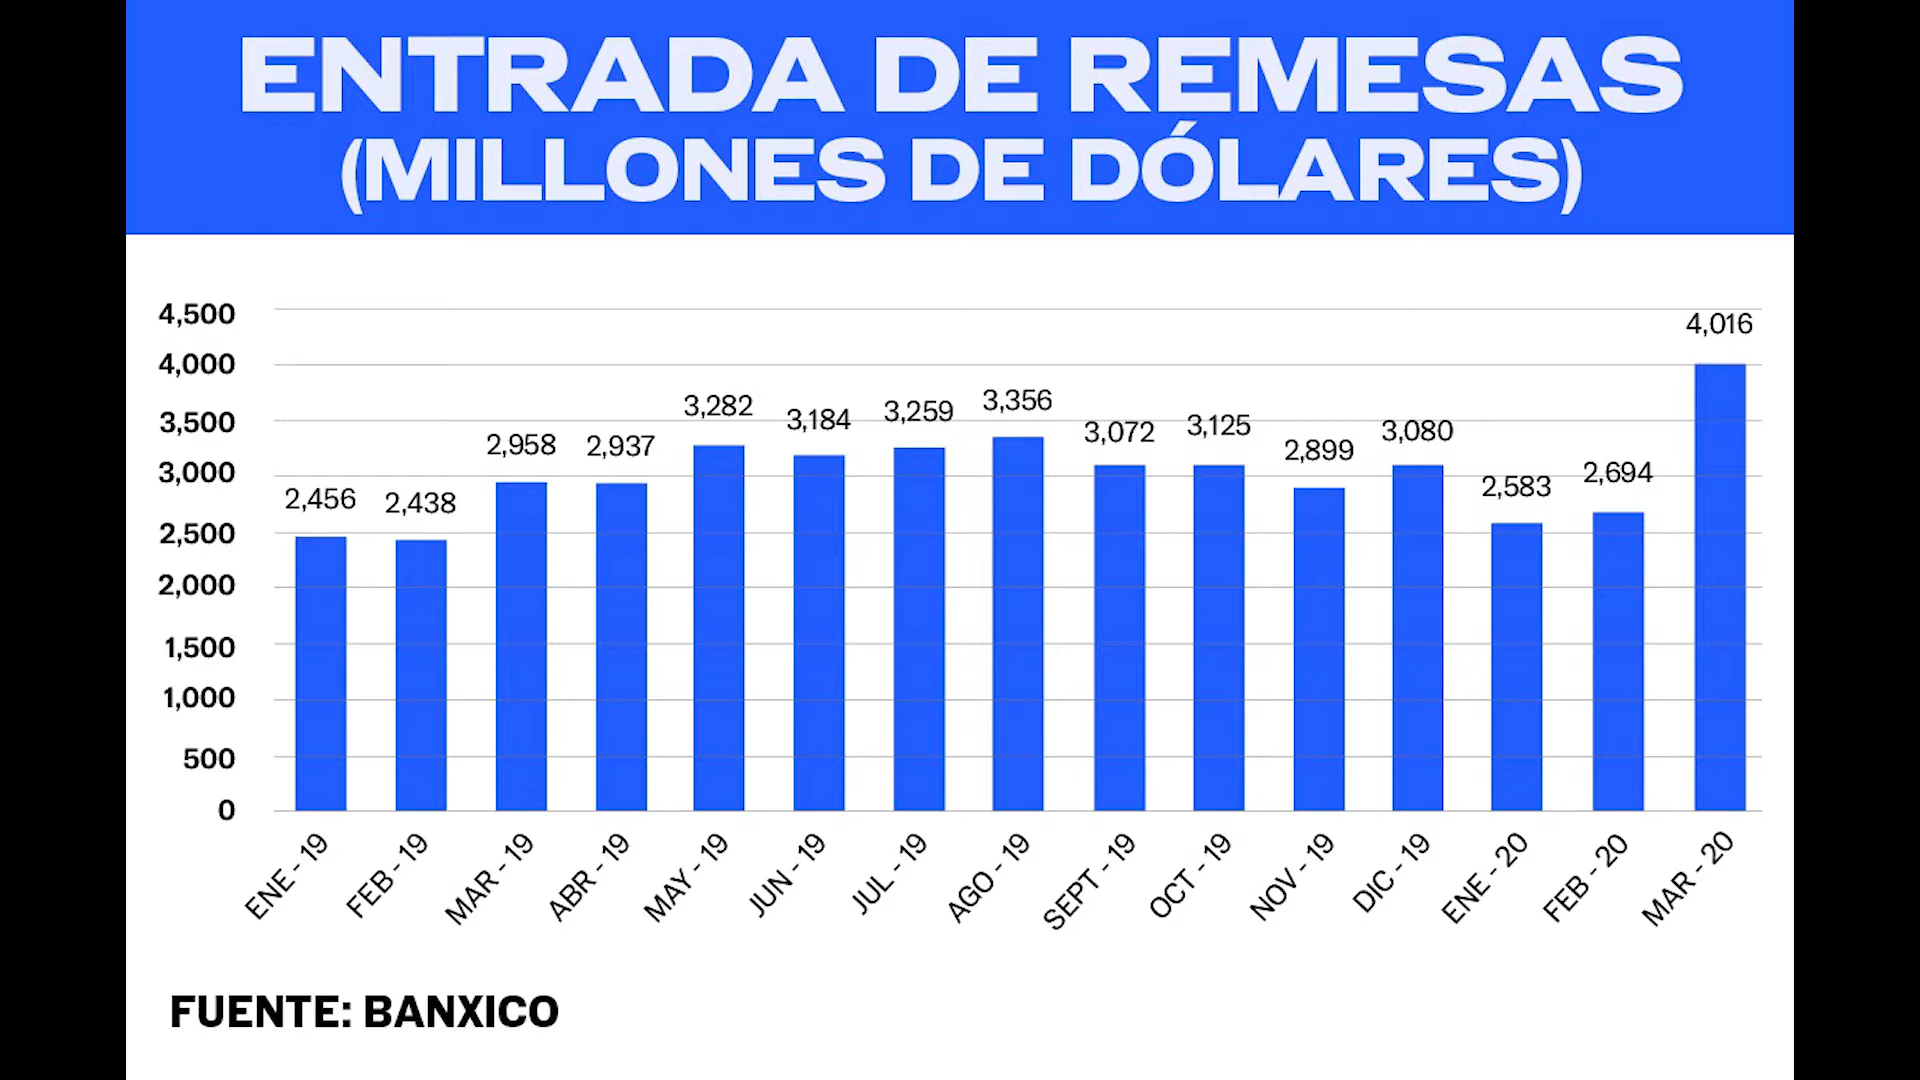 ENTRADA DE REMESAS
(MILLONES DE DÓLARES)
4,500
4,000
3,500
3,000
2,500
2,000
1,500
1,000
500
0
2,456
2,438
2,958
2,937
3,282
3,184
3,259
3,356
3,072
3,125
2,899
3,080
2,583
2,694
4,016
ENE - 19
FEB - 19
MAR - 19
ABR - 19
MAY - 19
JUN - 19
JUL - 19
AGO - 19
SEPT - 19
OCT - 19
NOV - 19
DIC - 19
ENE - 20
FEB - 20
MAR - 20
FUENTE: BANXICO